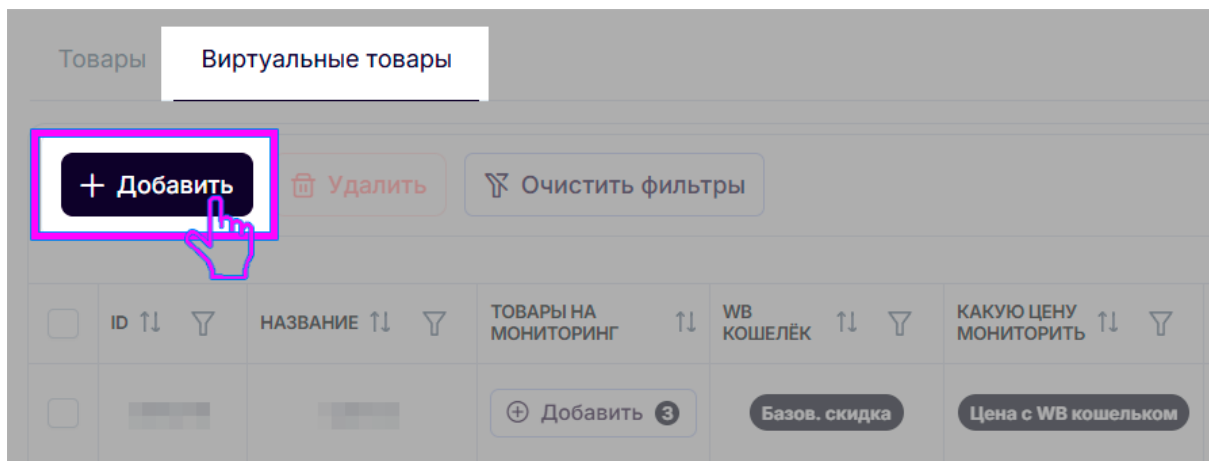 Товары Виртуальные товары
+ Добавить Удалить Очистить фильтры
ID НАЗВАНИЕ ТОВАРЫ НА МОНИТОРИНГ WB КОШЕЛЁК КАКУЮ ЦЕНУ МОНИТОРИТЬ
Добавить 3 Базов. скидка Цена с WB кошельком